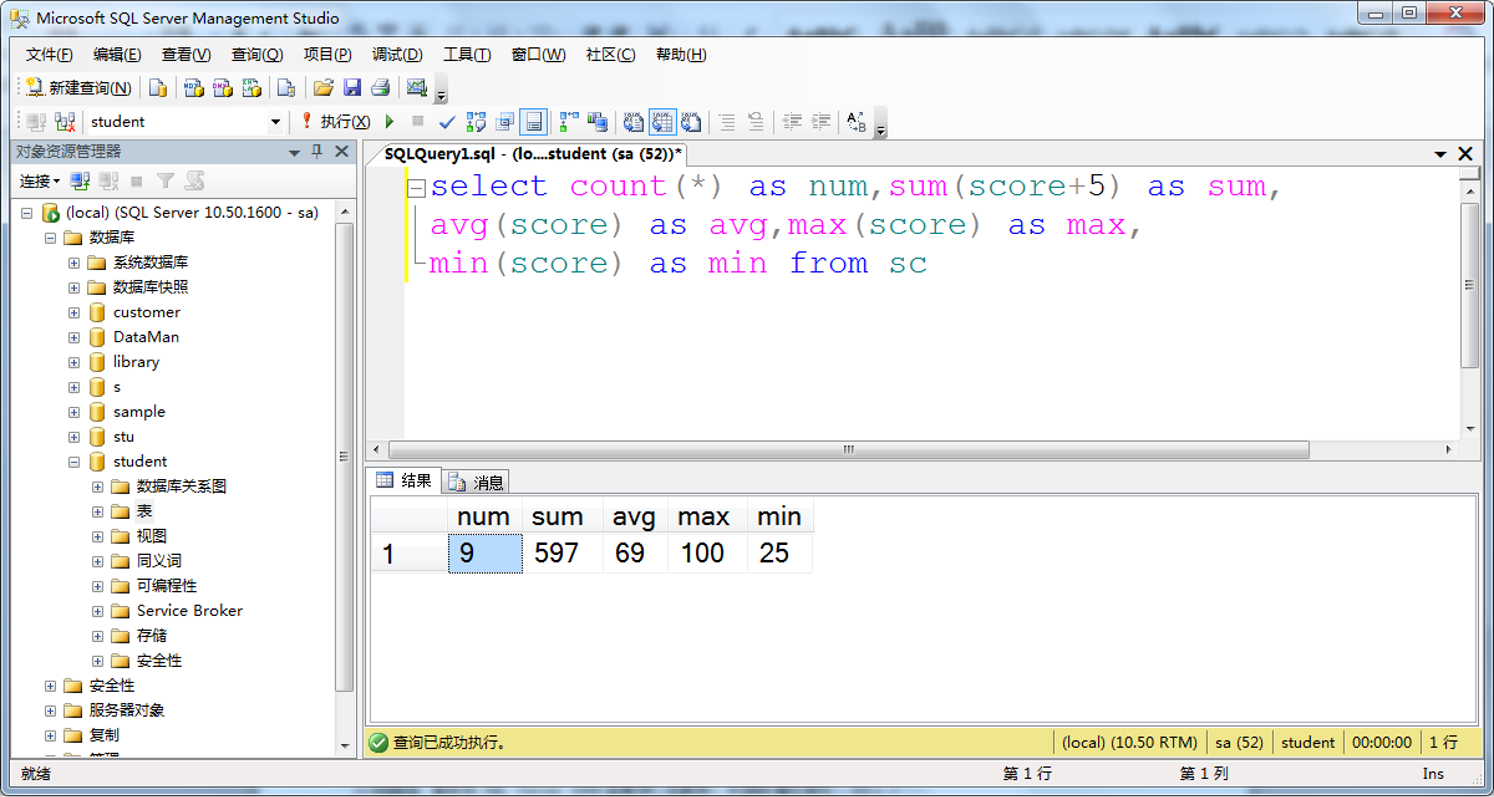 Microsoft SQL Server Management Studio
文件(F) 编辑(E) 查看(V) 查询(Q) 项目(P) 调试(D) 工具(T) 窗口(W) 社区(C) 帮助(H)
新建查询(N)
student 执行(X)
对象资源管理器
连接
(local) (SQL Server 10.50.1600 - sa)
数据库
系统数据库
数据库快照
customer
DataMan
library
s
sample
stu
student
数据库关系图
表
视图
同义词
可编程性
Service Broker
存储
安全性
安全性
服务器对象
复制
管理
SQLQuery1.sql - (lo....student (sa (52))*
select count(*) as num,sum(score+5) as sum,
avg(score) as avg,max(score) as max,
min(score) as min from sc
结果 消息
num sum avg max min
1 9 597 69 100 25
查询已成功执行。 (local) (10.50 RTM) sa (52) student 00:00:00 1 行
就绪 第 1 行 第 1 列 Ins